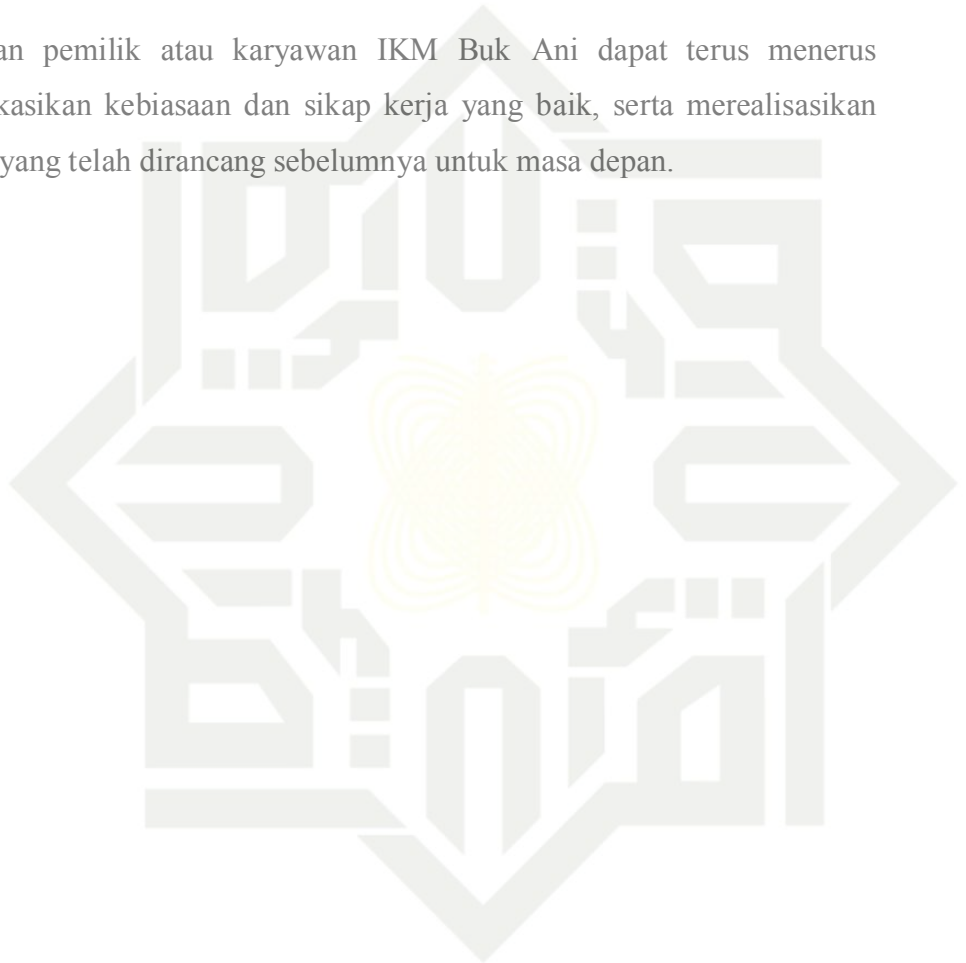 an pemilik atau karyawan IKM Buk Ani dapat terus menerus
kasikan kebiasaan dan sikap kerja yang baik, serta merealisasikan
yang telah dirancang sebelumnya untuk masa depan.